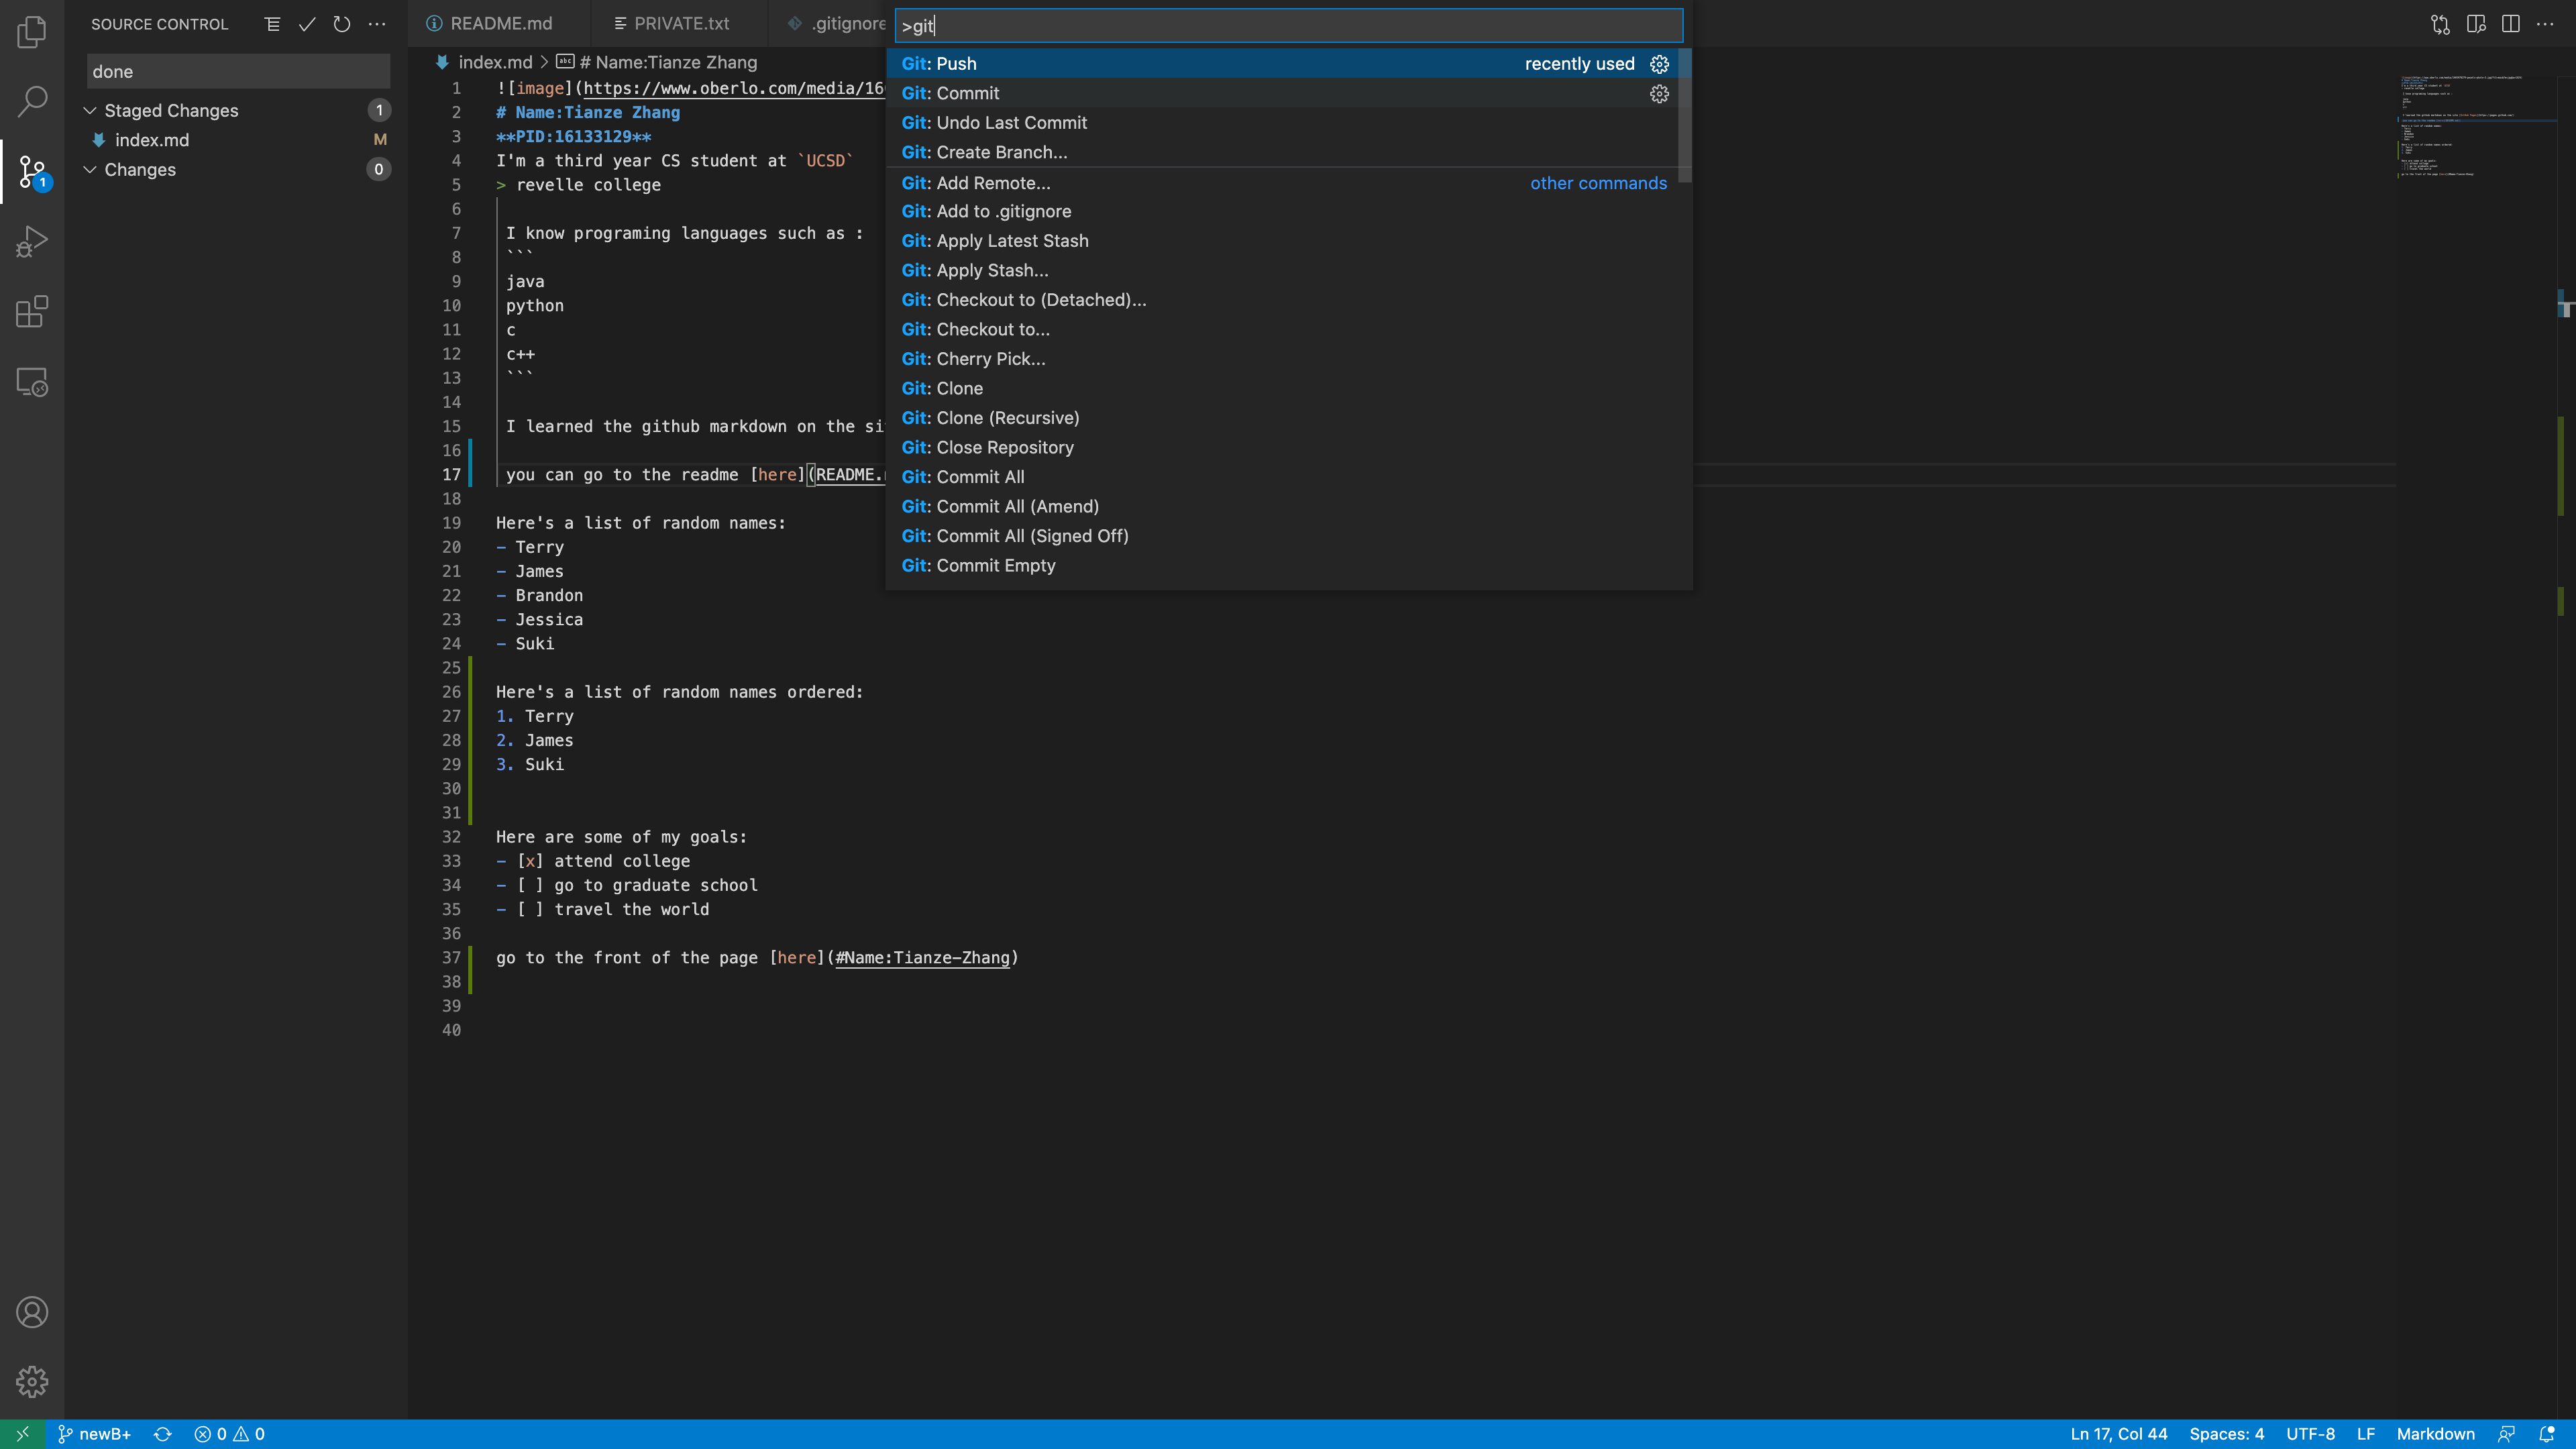 SOURCE CONTROL
done
Staged Changes 1
index.md M
Changes 0
1
README.md
PRIVATE.txt
.gitignore
index.md > # Name:Tianze Zhang
>git
Git: Push recently used
Git: Commit
Git: Undo Last Commit
Git: Create Branch...
Git: Add Remote... other commands
Git: Add to .gitignore
Git: Apply Latest Stash
Git: Apply Stash...
Git: Checkout to (Detached)...
Git: Checkout to...
Git: Cherry Pick...
Git: Clone
Git: Clone (Recursive)
Git: Close Repository
Git: Commit All
Git: Commit All (Amend)
Git: Commit All (Signed Off)
Git: Commit Empty
1 ![image](https://www.oberlo.com/media/16
2 # Name:Tianze Zhang
3 **PID:16133129**
4 I'm a third year CS student at `UCSD`
5 > revelle college
6
7 I know programing languages such as :
8 ```
9 java
10 python
11 c
12 c++
13 ```
14
15 I learned the github markdown on the si
16
17 you can go to the readme [here](README.
18
19 Here's a list of random names:
20 - Terry
21 - James
22 - Brandon
23 - Jessica
24 - Suki
25
26 Here's a list of random names ordered:
27 1. Terry
28 2. James
29 3. Suki
30
31
32 Here are some of my goals:
33 - [x] attend college
34 - [ ] go to graduate school
35 - [ ] travel the world
36
37 go to the front of the page [here](#Name:Tianze-Zhang)
38
39
40
newB+ 0 0 Ln 17, Col 44 Spaces: 4 UTF-8 LF Markdown